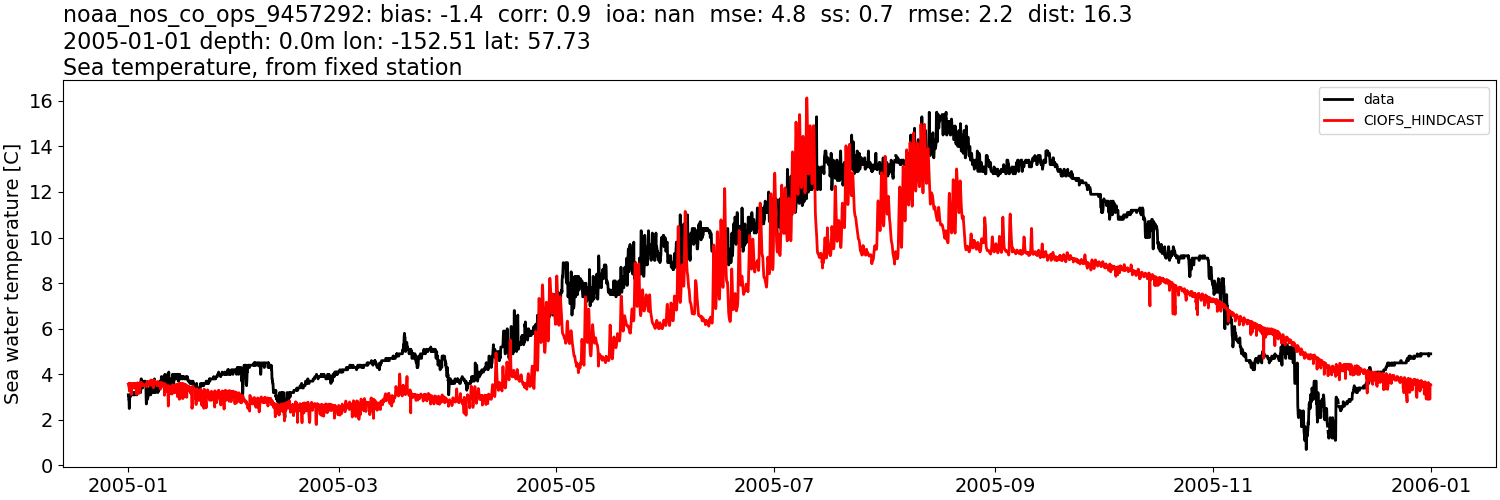 noaa_nos_co_ops_9457292: bias: -1.4  corr: 0.9  ioa: nan  mse: 4.8  ss: 0.7  rmse: 2.2  dist: 16.3
2005-01-01 depth: 0.0m lon: -152.51 lat: 57.73
Sea temperature, from fixed station
data
CIOFS_HINDCAST
Sea water temperature [C]
16
14
12
10
8
6
4
2
0
2005-01
2005-03
2005-05
2005-07
2005-09
2005-11
2006-01